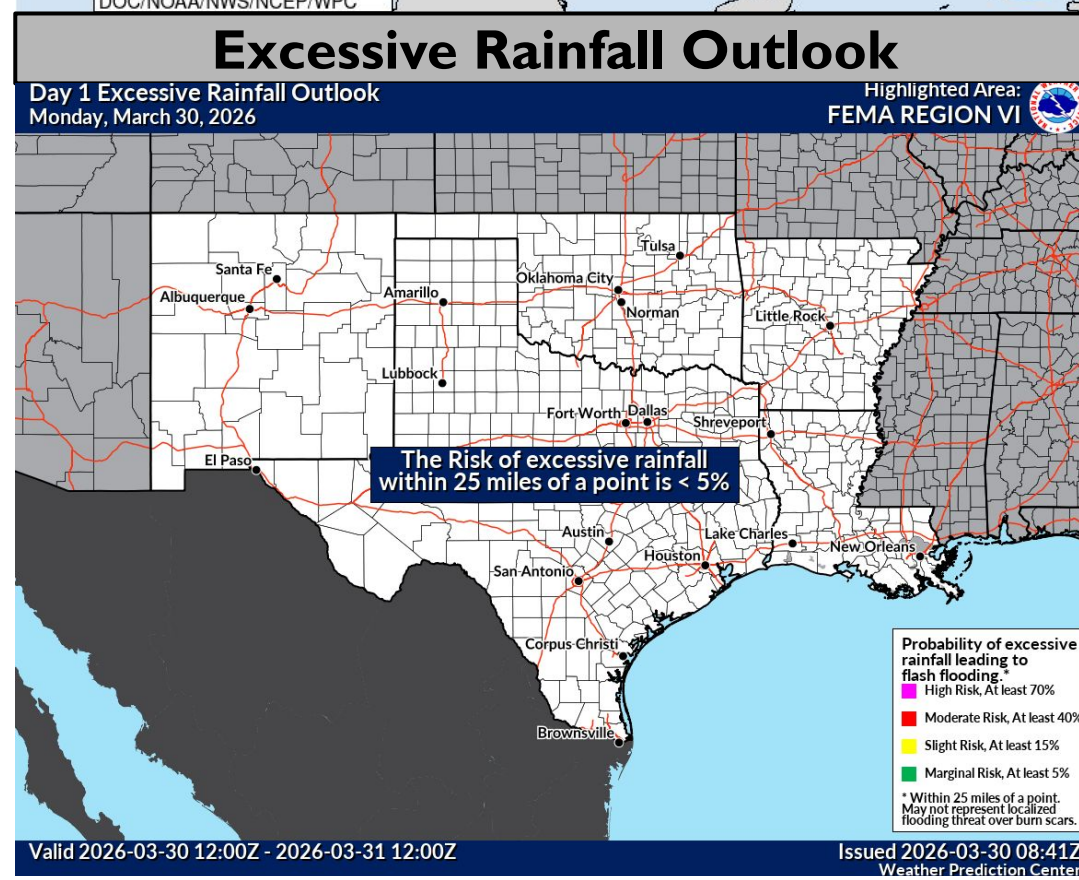 DOC/NOAA/NWS/NCEP/WPC
Excessive Rainfall Outlook
Day 1 Excessive Rainfall Outlook
Monday, March 30, 2026
Highlighted Area:
FEMA REGION VI
Tulsa
Santa Fe
Oklahoma City
Albuquerque
Amarillo
Norman
Little Rock
Lubbock
Fort Worth
Dallas
Shreveport
El Paso
The Risk of excessive rainfall
within 25 miles of a point is < 5%
Austin
Lake Charles
New Orleans
Houston
San Antonio
Corpus Christi
Brownsville
Probability of excessive
rainfall leading to
flash flooding.*
High Risk, At least 70%
Moderate Risk, At least 40%
Slight Risk, At least 15%
Marginal Risk, At least 5%
* Within 25 miles of a point.
May not represent localized
flooding threat over burn scars.
Valid 2026-03-30 12:00Z - 2026-03-31 12:00Z
Issued 2026-03-30 08:41Z
Weather Prediction Center